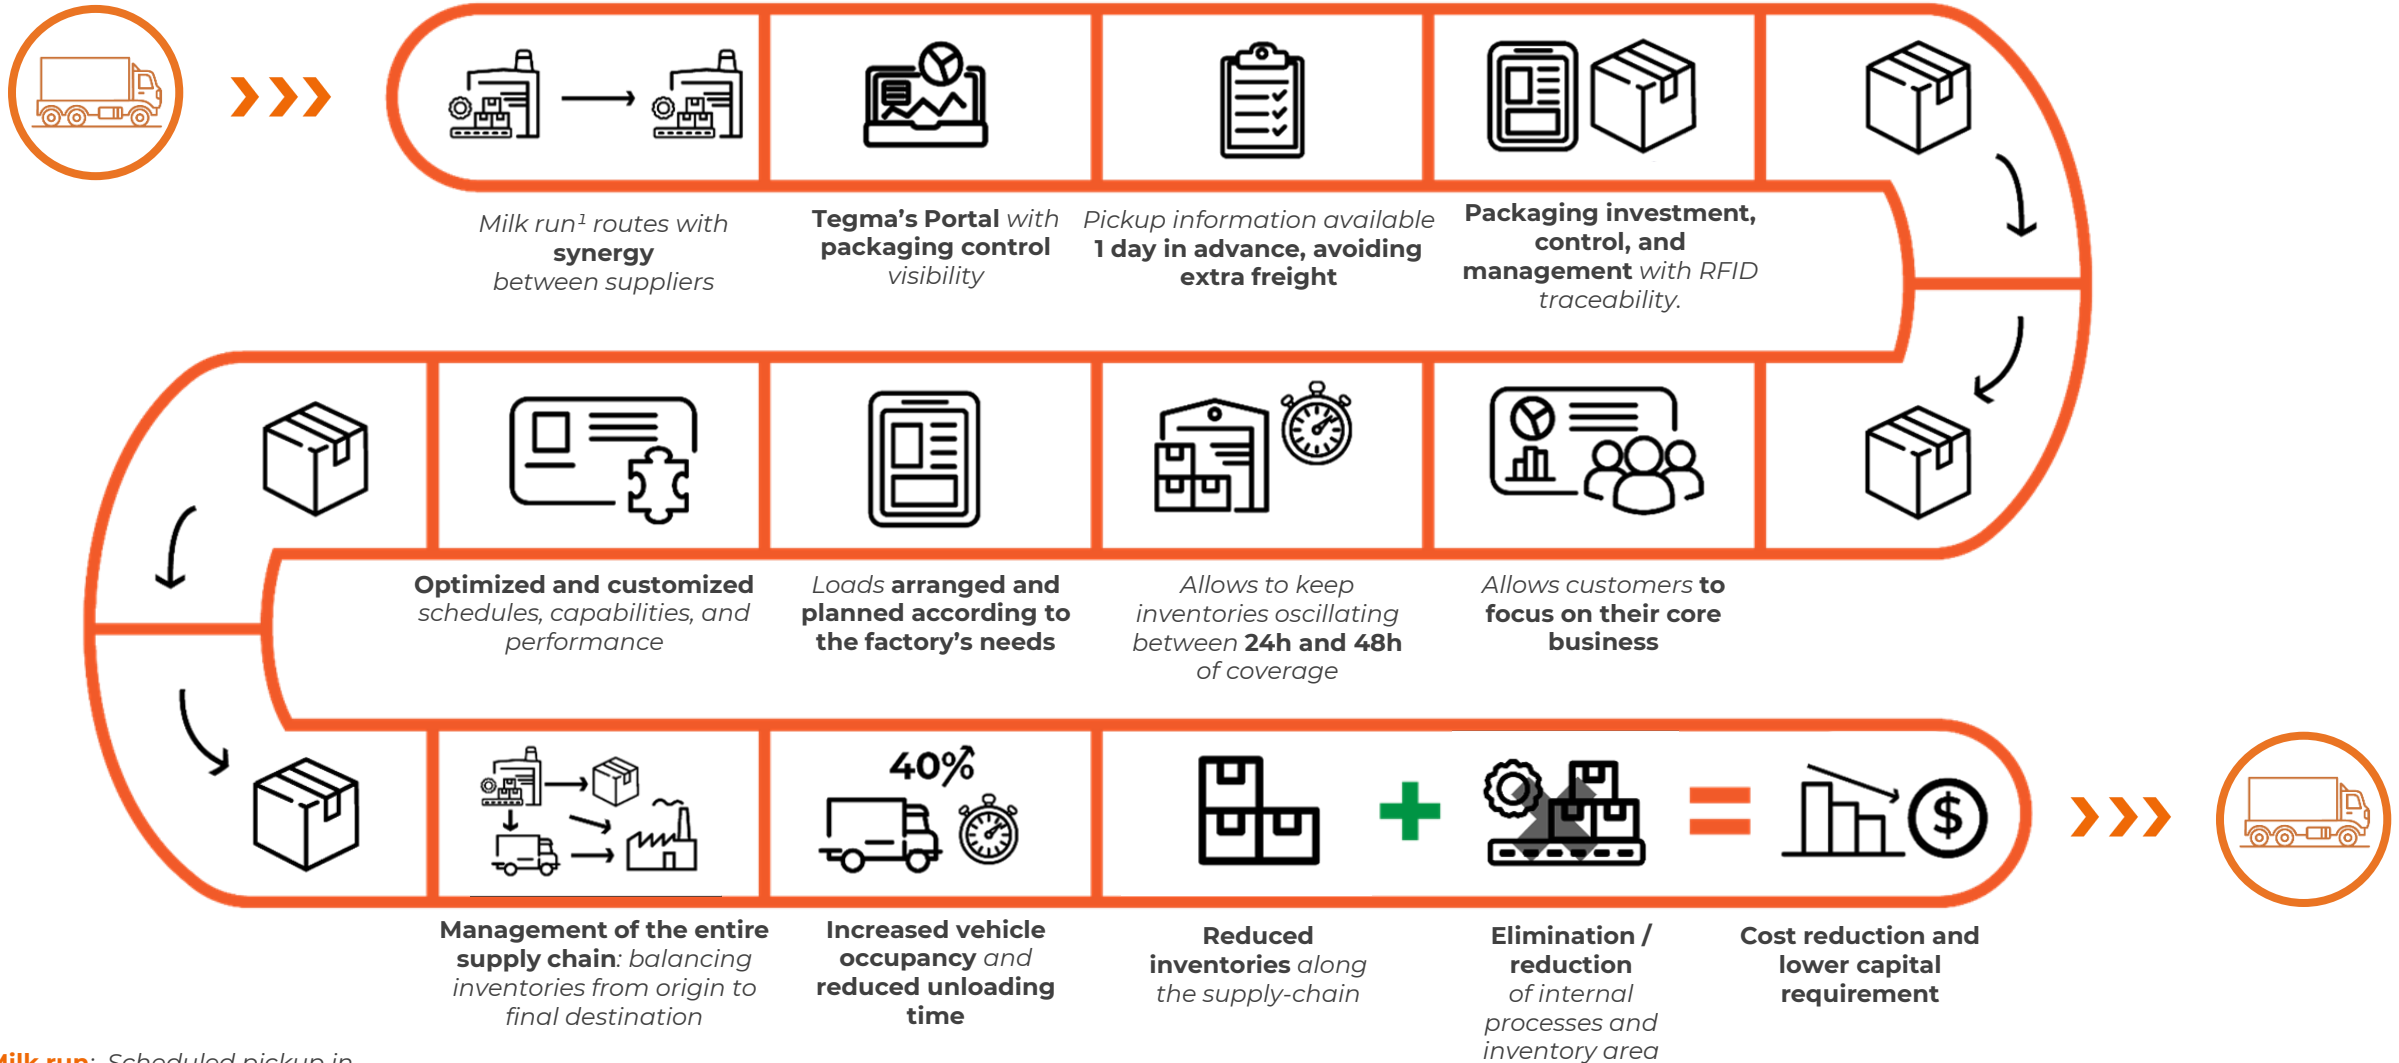 Milk run¹ routes with
synergy
between suppliers
Tegma’s Portal with
packaging control
visibility
Pickup information available
1 day in advance, avoiding
extra freight
Packaging investment,
control, and
management with RFID
traceability.
Optimized and customized
schedules, capabilities, and
performance
Loads arranged and
planned according to
the factory’s needs
Allows to keep
inventories oscillating
between 24h and 48h
of coverage
Allows customers to
focus on their core
business
40%
$
Management of the entire
supply chain: balancing
inventories from origin to
final destination
Increased vehicle
occupancy and
reduced unloading
time
Reduced
inventories along
the supply-chain
Elimination /
reduction
of internal
processes and
inventory area
Cost reduction and
lower capital
requirement
Milk run: Scheduled pickup in